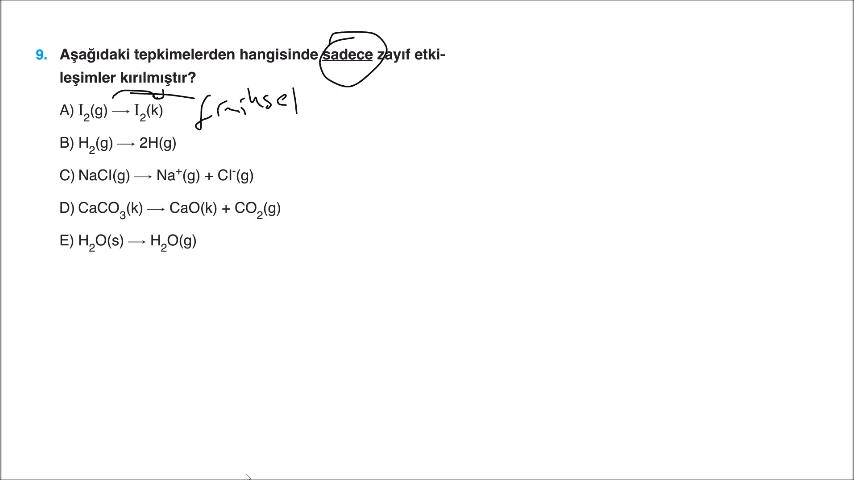 9. Aşağıdaki tepkimelerden hangisinde sadece zayıf etki-
leşimler kırılmıştır?
A) I₂(g) → I₂(k) fiziksel
B) H₂(g) → 2H(g)
C) NaCl(g) → Na⁺(g) + Cl⁻(g)
D) CaCO₃(k) → CaO(k) + CO₂(g)
E) H₂O(s) → H₂O(g)